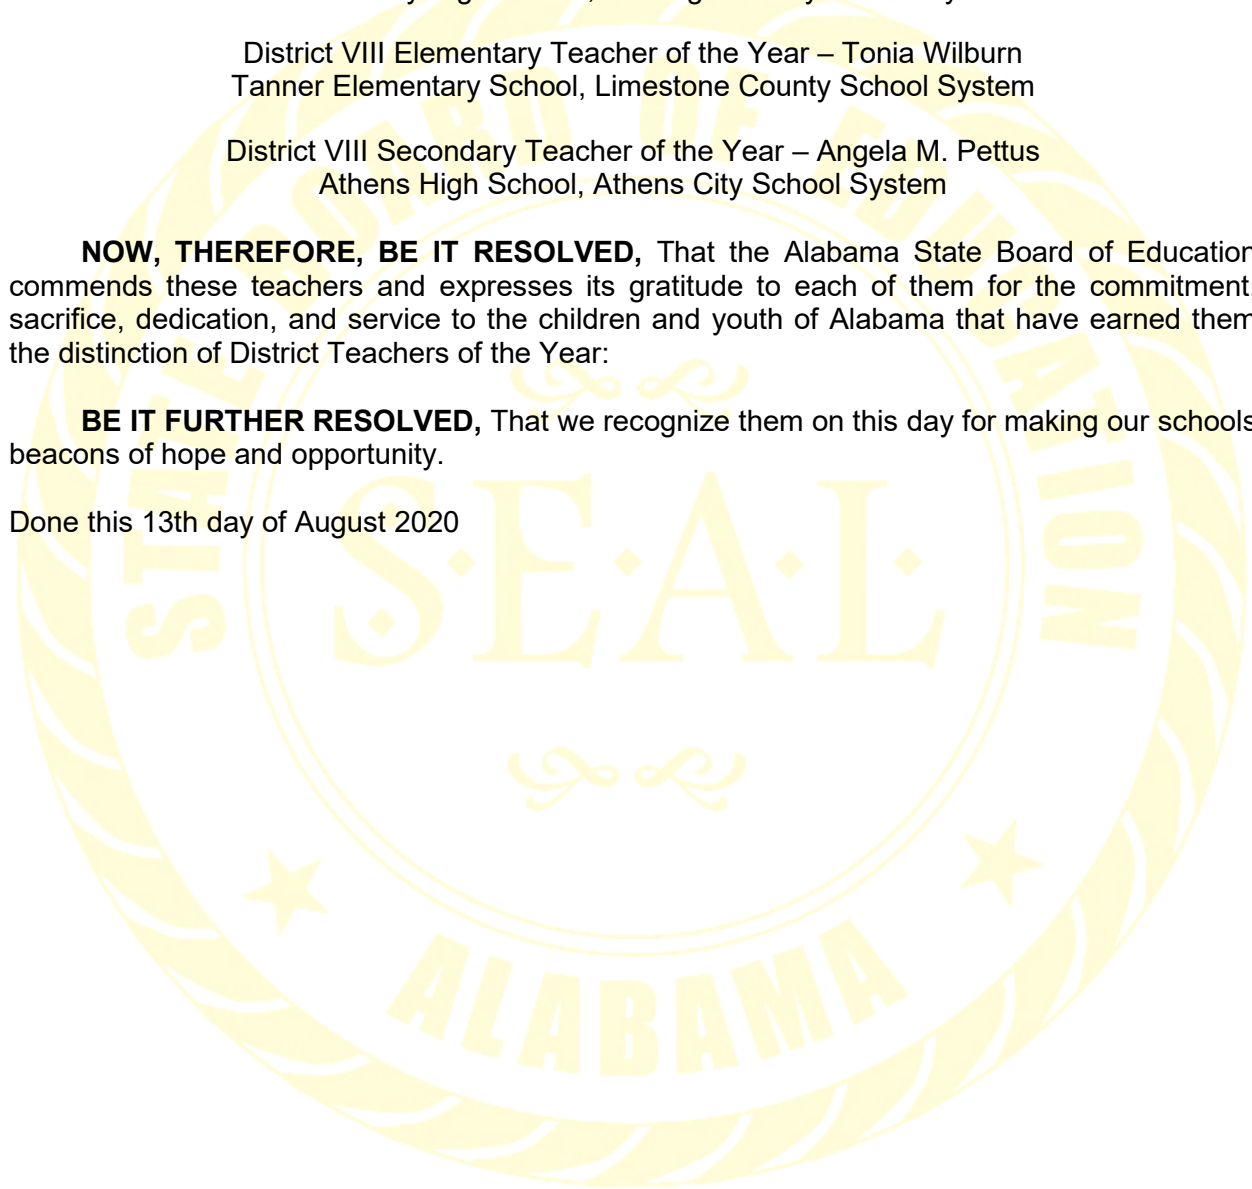 District VIII Elementary Teacher of the Year – Tonia Wilburn
Tanner Elementary School, Limestone County School System
District VIII Secondary Teacher of the Year – Angela M. Pettus
Athens High School, Athens City School System
NOW, THEREFORE, BE IT RESOLVED, That the Alabama State Board of Education
commends these teachers and expresses its gratitude to each of them for the commitment,
sacrifice, dedication, and service to the children and youth of Alabama that have earned them
the distinction of District Teachers of the Year:
BE IT FURTHER RESOLVED, That we recognize them on this day for making our schools
beacons of hope and opportunity.
Done this 13th day of August 2020
STATE BOARD OF EDUCATION
S·E·A·L·
ALABAMA